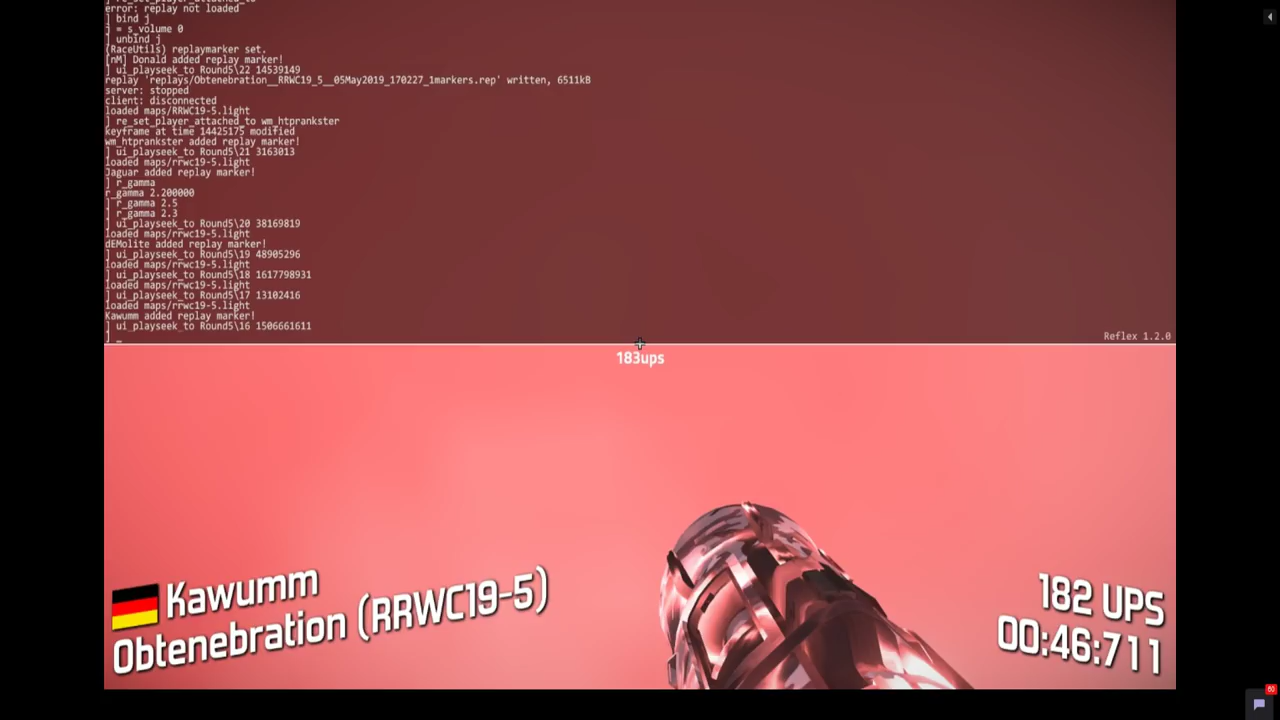 ] re_set_player_attached_to
error: replay not loaded
] bind j
j = s_volume 0
] unbind j
(RaceUtils) replaymarker set.
[nM] Donald added replay marker!
] ui_playseek_to Round5\22 14539149
replay 'replays/Obtenebration__RRWC19_5__05May2019_170227_1markers.rep' written, 6511kB
server: stopped
client: disconnected
loaded maps/RRWC19-5.light
] re_set_player_attached_to wm_htprankster
keyframe at time 14425175 modified
wm_htprankster added replay marker!
] ui_playseek_to Round5\21 3163013
loaded maps/rrwc19-5.light
Jaguar added replay marker!
] r_gamma
r_gamma 2.200000
] r_gamma 2.5
] r_gamma 2.3
] ui_playseek_to Round5\20 38169819
loaded maps/rrwc19-5.light
dEMolite added replay marker!
] ui_playseek_to Round5\19 48905296
loaded maps/rrwc19-5.light
] ui_playseek_to Round5\18 1617798931
loaded maps/rrwc19-5.light
] ui_playseek_to Round5\17 13102416
loaded maps/rrwc19-5.light
Kawumm added replay marker!
] ui_playseek_to Round5\16 1506661611
] _
Reflex 1.2.0
183ups
Kawumm
Obtenebration (RRWC19-5)
182 UPS
00:46:711